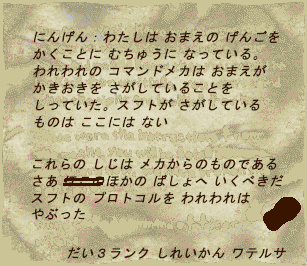 にんげん：わたしは おまえの げんごを
かくことに むちゅうに なっている。
われわれの コマンドメカは おまえが
かきおきを さがしていることを
しっていた。スフトが さがしている
ものは ここには ない
これらの しじは メカからのものである
さあ ほかの ばしょへ いくべきだ
スフトの プロトコルを われわれは
やぶった
だい３ランク しれいかん ワテルサ